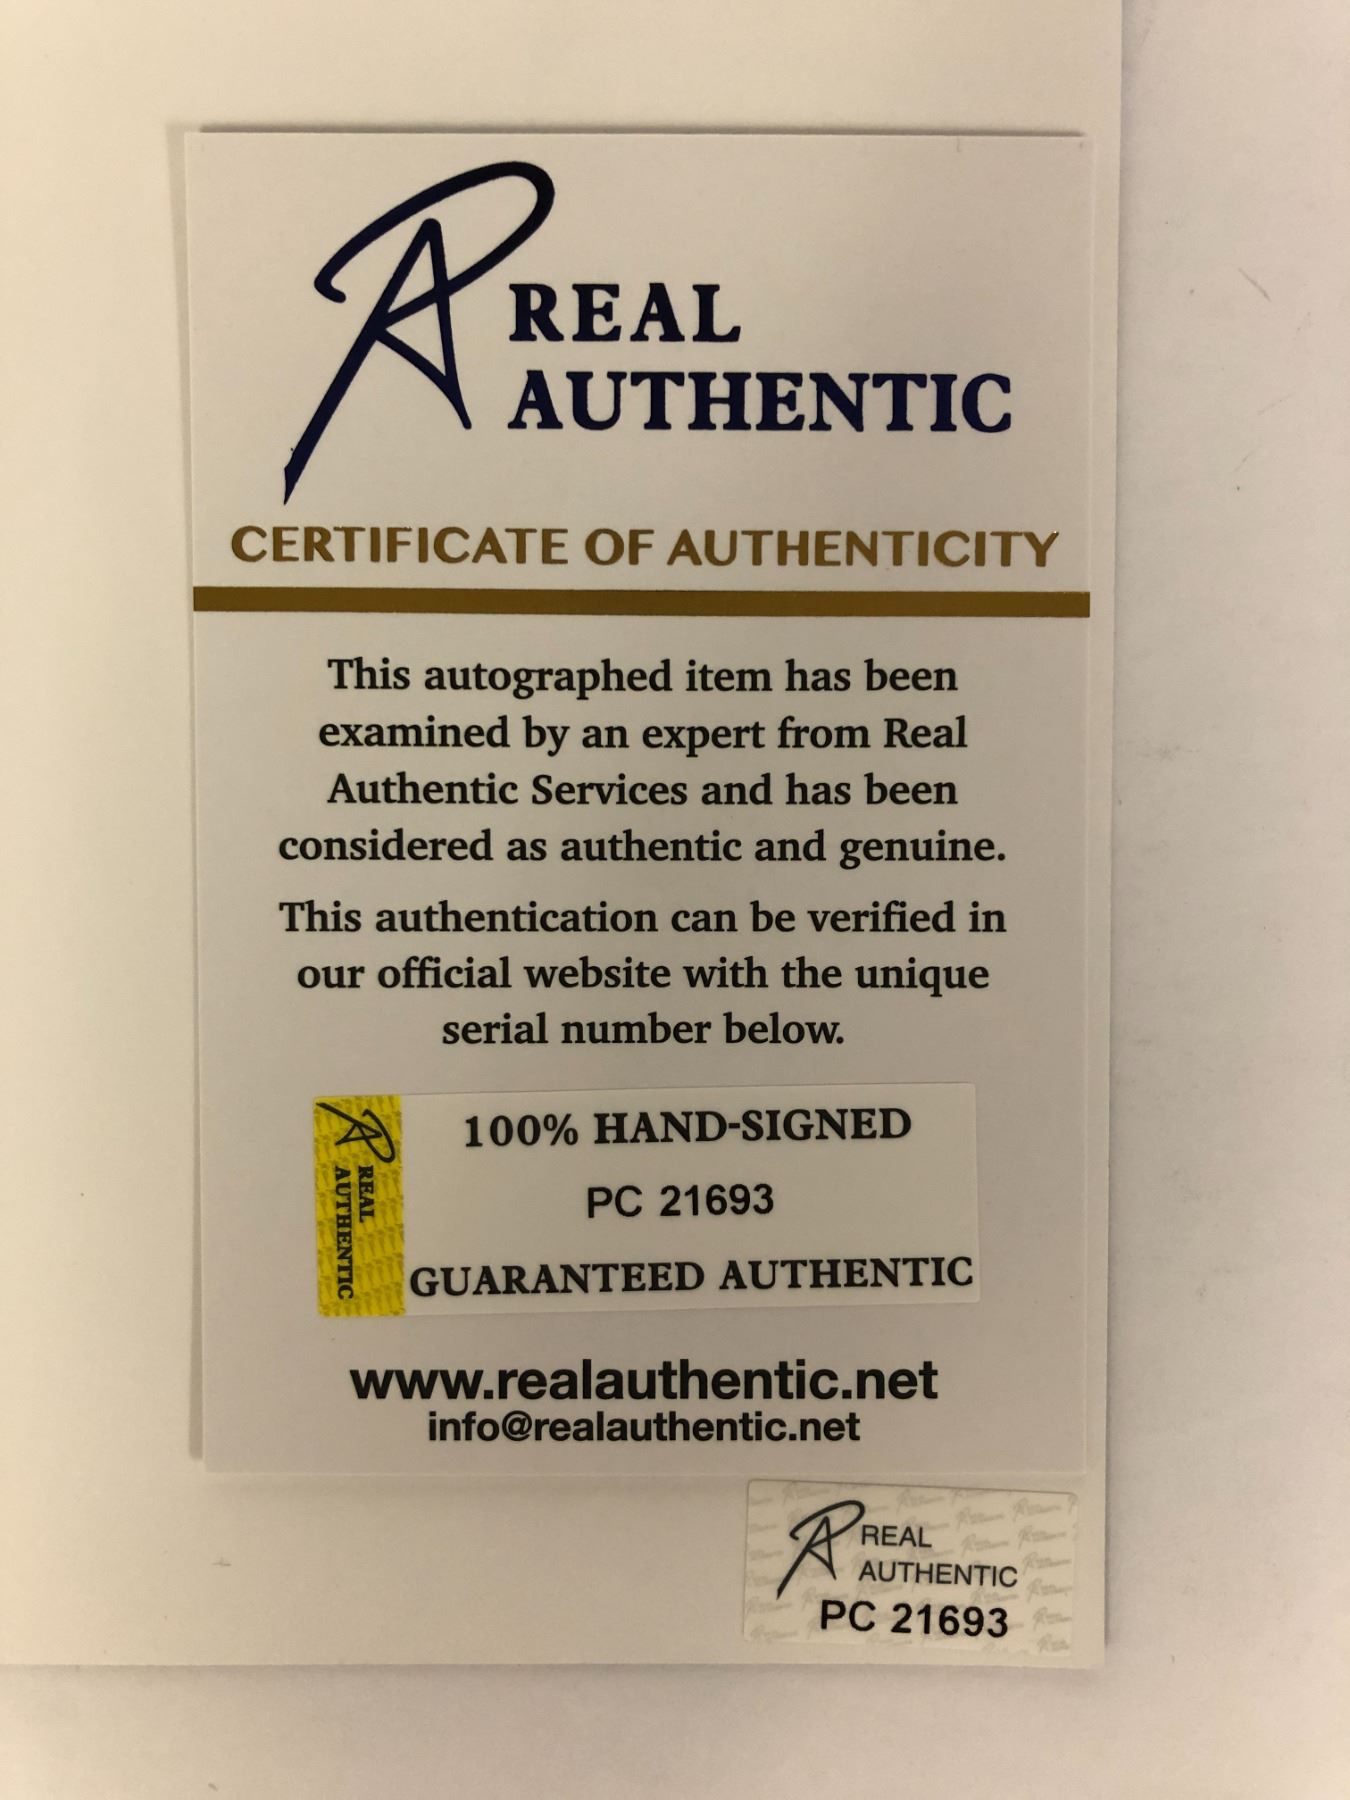 REAL
AUTHENTIC
CERTIFICATE OF AUTHENTICITY
This autographed item has been
examined by an expert from Real
Authentic Services and has been
considered as authentic and genuine.
This authentication can be verified in
our official website with the unique
serial number below.
REAL
AUTHENTIC
100% HAND-SIGNED
PC 21693
GUARANTEED AUTHENTIC
www.realauthentic.net
info@realauthentic.net
REAL
AUTHENTIC
PC 21693